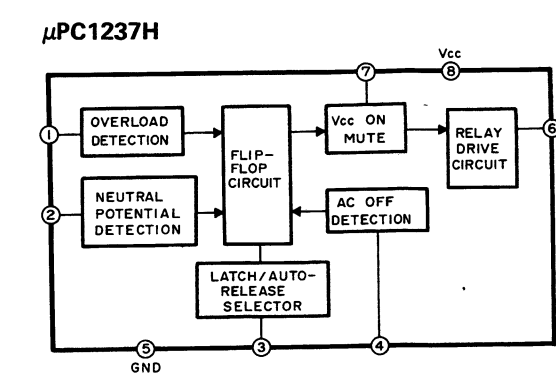 μPC1237H
Vcc
7
8
1
OVERLOAD
DETECTION
FLIP-
FLOP
CIRCUIT
Vcc ON
MUTE
RELAY
DRIVE
CIRCUIT
6
2
NEUTRAL
POTENTIAL
DETECTION
AC OFF
DETECTION
LATCH/AUTO-
RELEASE
SELECTOR
5
GND
3
4